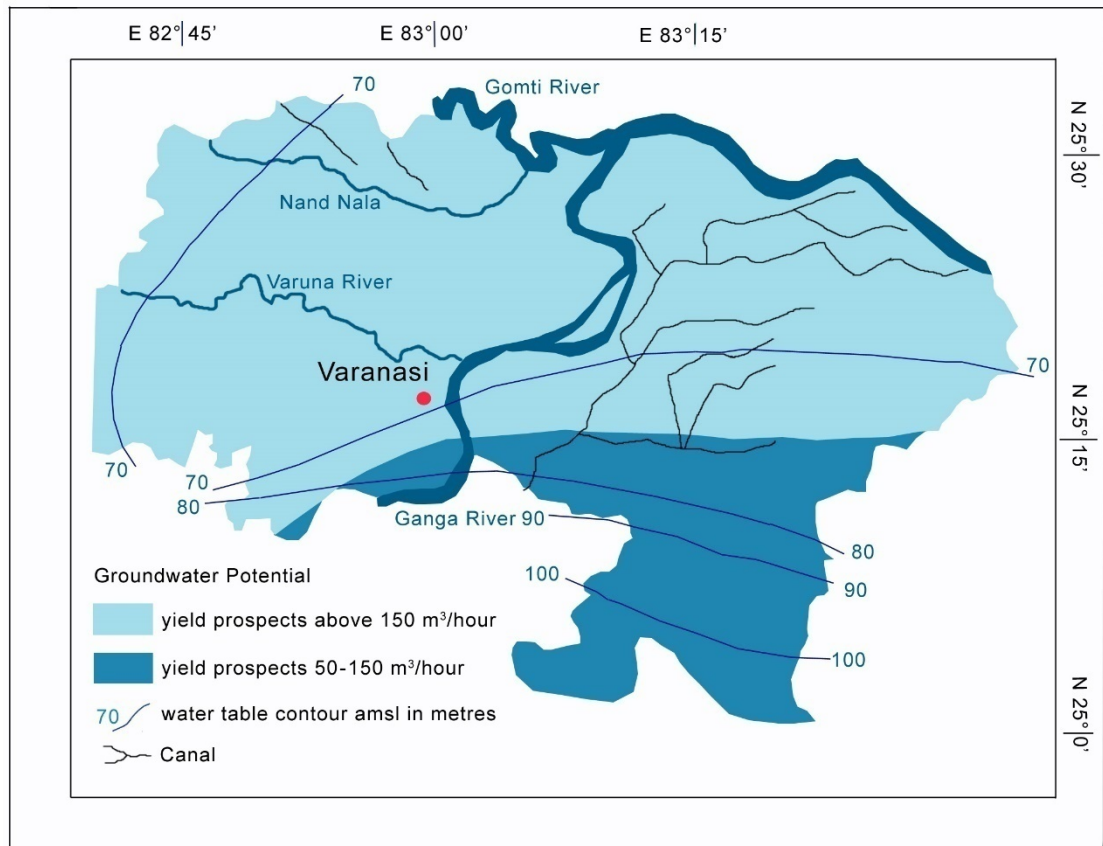 E 82° 45’ E 83° 00’ E 83° 15’
70
Gomti River
N 25° 30’
Nand Nala
Varuna River
Varanasi
70
N 25° 15’
70
70
80
Ganga River 90
80
90
100
100
N 25° 0’
Groundwater Potential
yield prospects above 150 m³/hour
yield prospects 50-150 m³/hour
70 water table contour amsl in metres
Canal